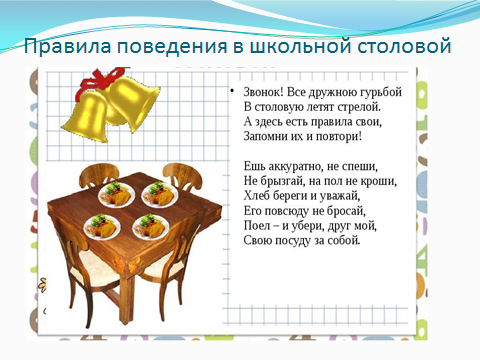 Правила поведения в школьной столовой
• Звонок! Все дружною гурьбой
В столовую летят стрелой.
А здесь есть правила свои,
Запомни их и повтори!
Ешь аккуратно, не спеши,
Не брызгай, на пол не кроши,
Хлеб береги и уважай,
Его повсюду не бросай,
Поел – и убери, друг мой,
Свою посуду за собой.